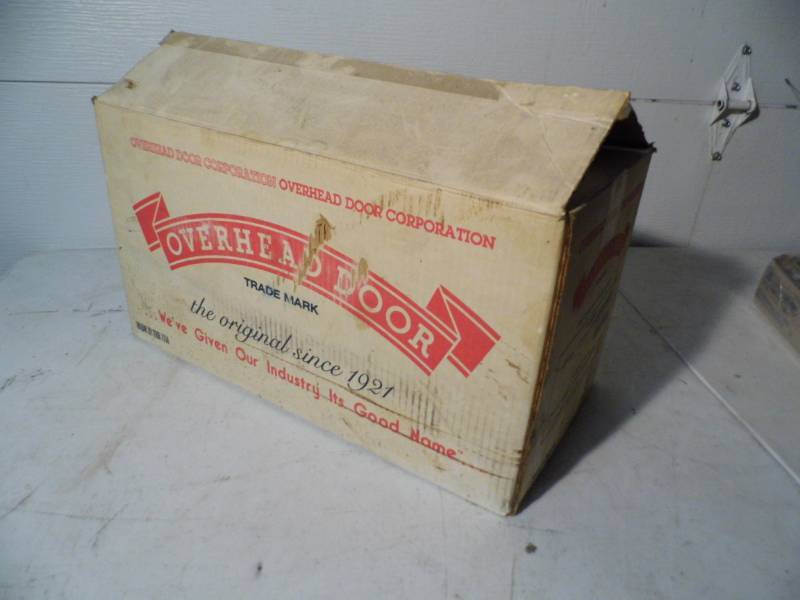 OVERHEAD DOOR CORPORATION OVERHEAD DOOR CORPORATION
OVERHEAD DOOR
TRADE MARK
the original since 1921
...We've Given Our Industry Its Good Name...